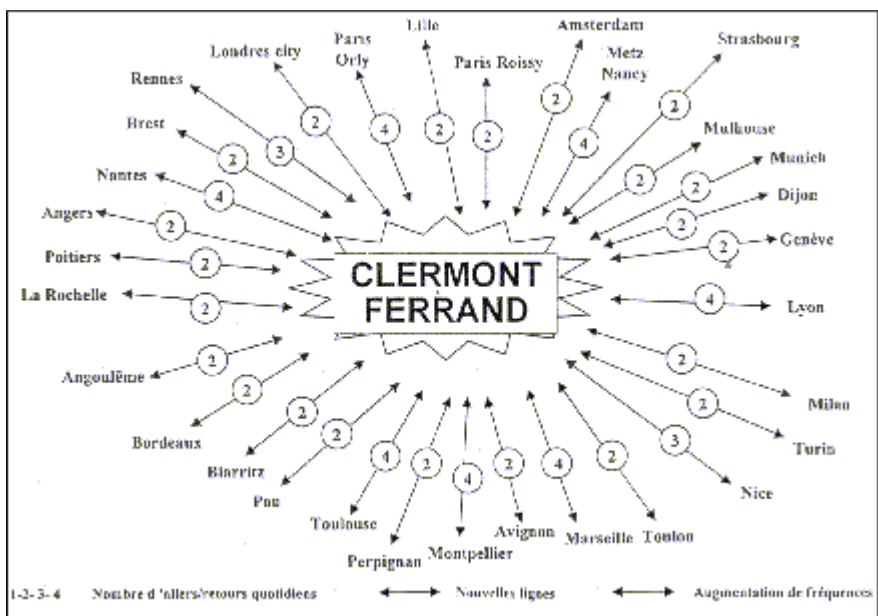 Lille
Amsterdam
Londres city
Paris
Orly
Metz
Nancy
Strasbourg
Paris Roissy
Rennes
Brest
Mulhouse
Nantes
Munich
Dijon
Angers
Genève
Poitiers
La Rochelle
Lyon
CLERMONT
FERRAND
Angoulême
Milan
Bordeaux
Turin
Biarritz
Nice
Pou
Toulouse
Avignon
Marseille
Toulon
Perpignan
Montpellier
2
4
2
2
2
4
2
2
3
2
4
2
2
2
2
2
2
4
2
2
3
2
4
2
4
2
4
2
2
2
2
2
1-2-3-4 Nombre d'allers/retours quotidiens
Nouvelles lignes
Augmentation de fréquences